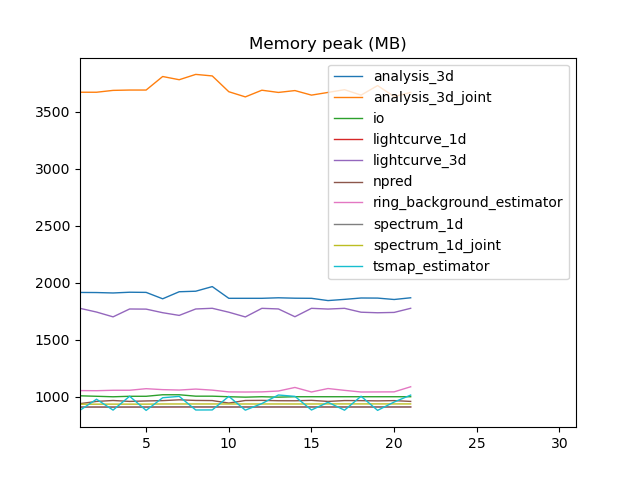 Memory peak (MB)
3500
3000
2500
2000
1500
1000
analysis_3d
analysis_3d_joint
io
lightcurve_1d
lightcurve_3d
npred
ring_background_estimator
spectrum_1d
spectrum_1d_joint
tsmap_estimator
5 10 15 20 25 30